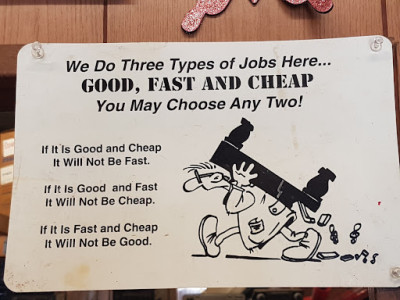 We Do Three Types of Jobs Here...
GOOD, FAST AND CHEAP
You May Choose Any Two!
If It Is Good and Cheap
It Will Not Be Fast.
If It Is Good and Fast
It Will Not Be Cheap.
If It Is Fast and Cheap
It Will Not Be Good.